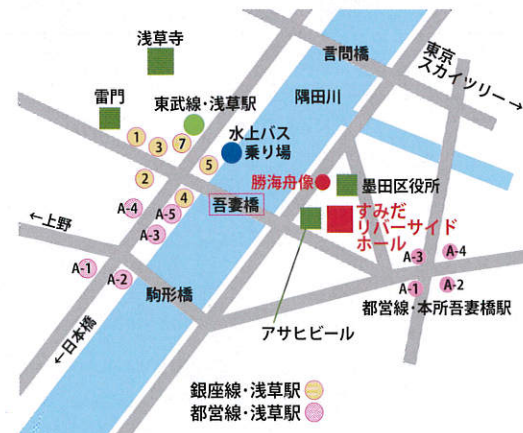 浅草寺
言問橋
東京
スカイツリー→
雷門
東武線・浅草駅
隅田川
水上バス
乗り場
1
3
7
5
2
4
勝海舟像
墨田区役所
吾妻橋
すみだ
リバーサイド
ホール
A-4
A-5
A-3
←上野
A-1
A-2
駒形橋
A-3
A-4
A-1
A-2
都営線・本所吾妻橋駅
アサヒビール
←日本橋
銀座線・浅草駅
都営線・浅草駅